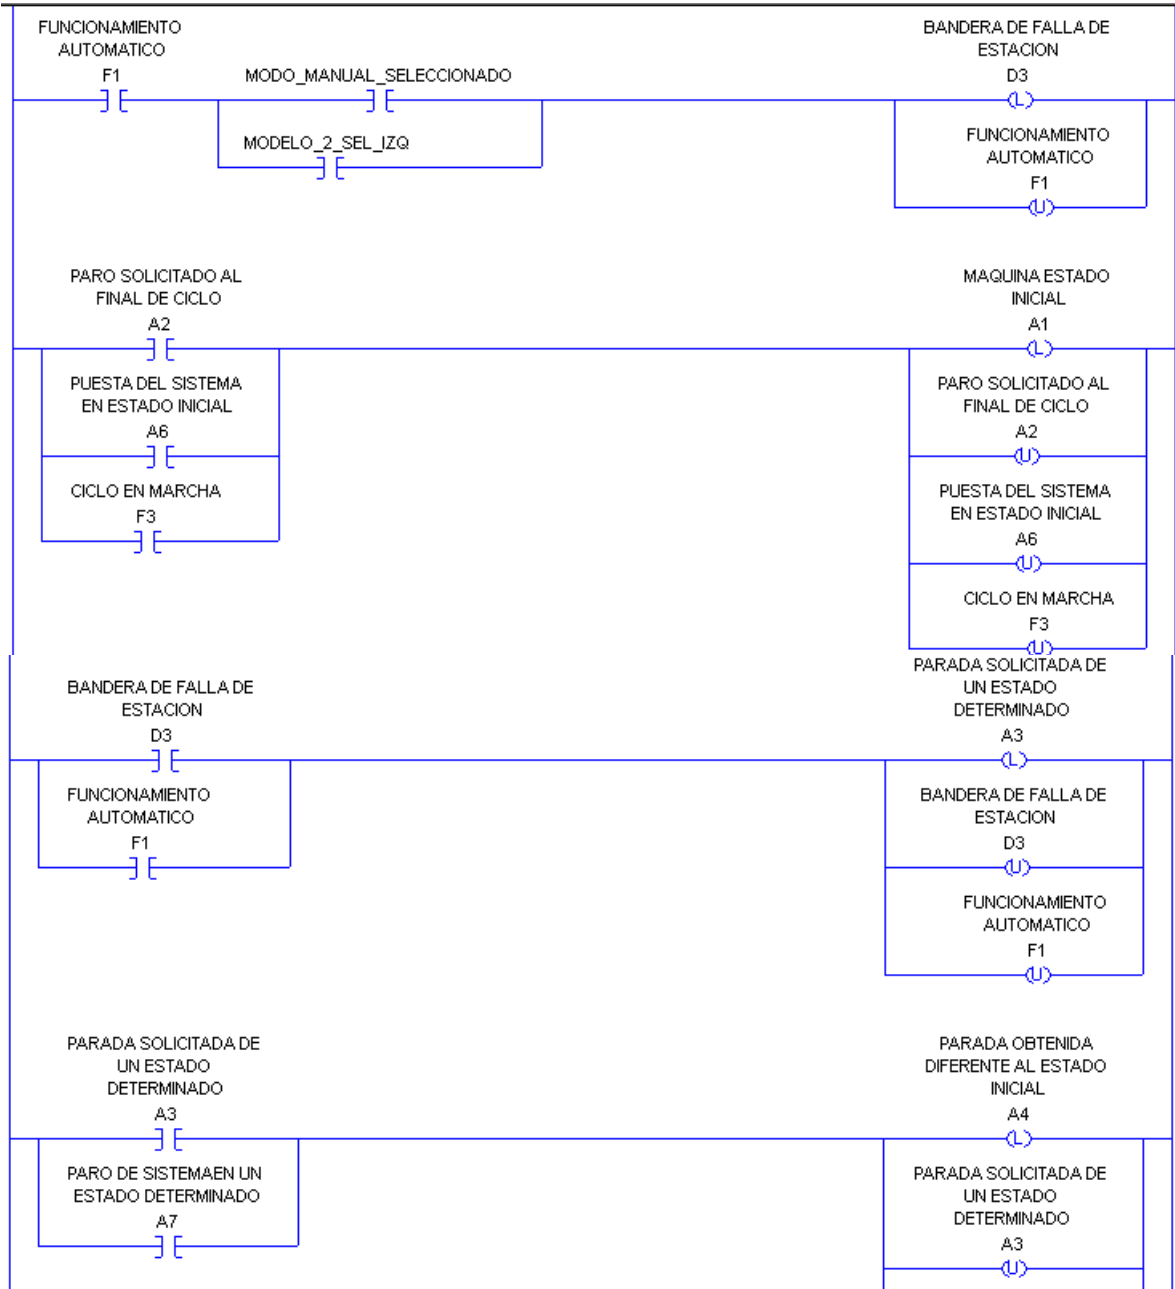 FUNCIONAMIENTO
AUTOMATICO
F1
MODO_MANUAL_SELECCIONADO
MODELO_2_SEL_IZQ
BANDERA DE FALLA DE
ESTACION
D3
L
FUNCIONAMIENTO
AUTOMATICO
F1
U
PARO SOLICITADO AL
FINAL DE CICLO
A2
PUESTA DEL SISTEMA
EN ESTADO INICIAL
A6
CICLO EN MARCHA
F3
MAQUINA ESTADO
INICIAL
A1
L
PARO SOLICITADO AL
FINAL DE CICLO
A2
U
PUESTA DEL SISTEMA
EN ESTADO INICIAL
A6
U
CICLO EN MARCHA
F3
U
BANDERA DE FALLA DE
ESTACION
D3
FUNCIONAMIENTO
AUTOMATICO
F1
PARADA SOLICITADA DE
UN ESTADO
DETERMINADO
A3
L
BANDERA DE FALLA DE
ESTACION
D3
U
FUNCIONAMIENTO
AUTOMATICO
F1
U
PARADA SOLICITADA DE
UN ESTADO
DETERMINADO
A3
PARO DE SISTEMAEN UN
ESTADO DETERMINADO
A7
PARADA OBTENIDA
DIFERENTE AL ESTADO
INICIAL
A4
L
PARADA SOLICITADA DE
UN ESTADO
DETERMINADO
A3
U